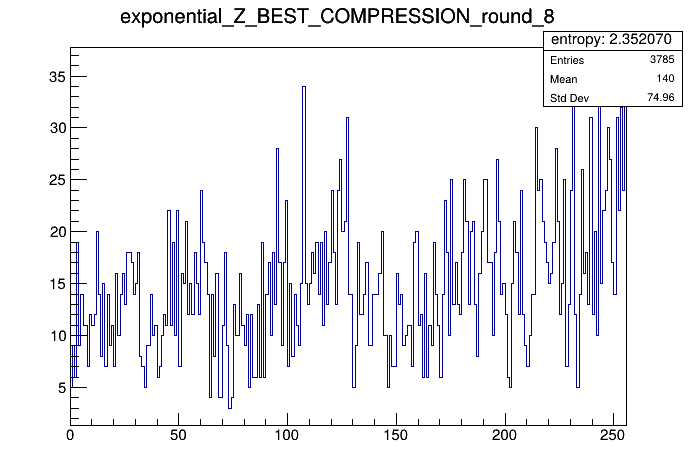 exponential_Z_BEST_COMPRESSION_round_8
entropy: 2.352070
Entries 3785
Mean 140
Std Dev 74.96
35
30
25
20
15
10
5
0 50 100 150 200 250